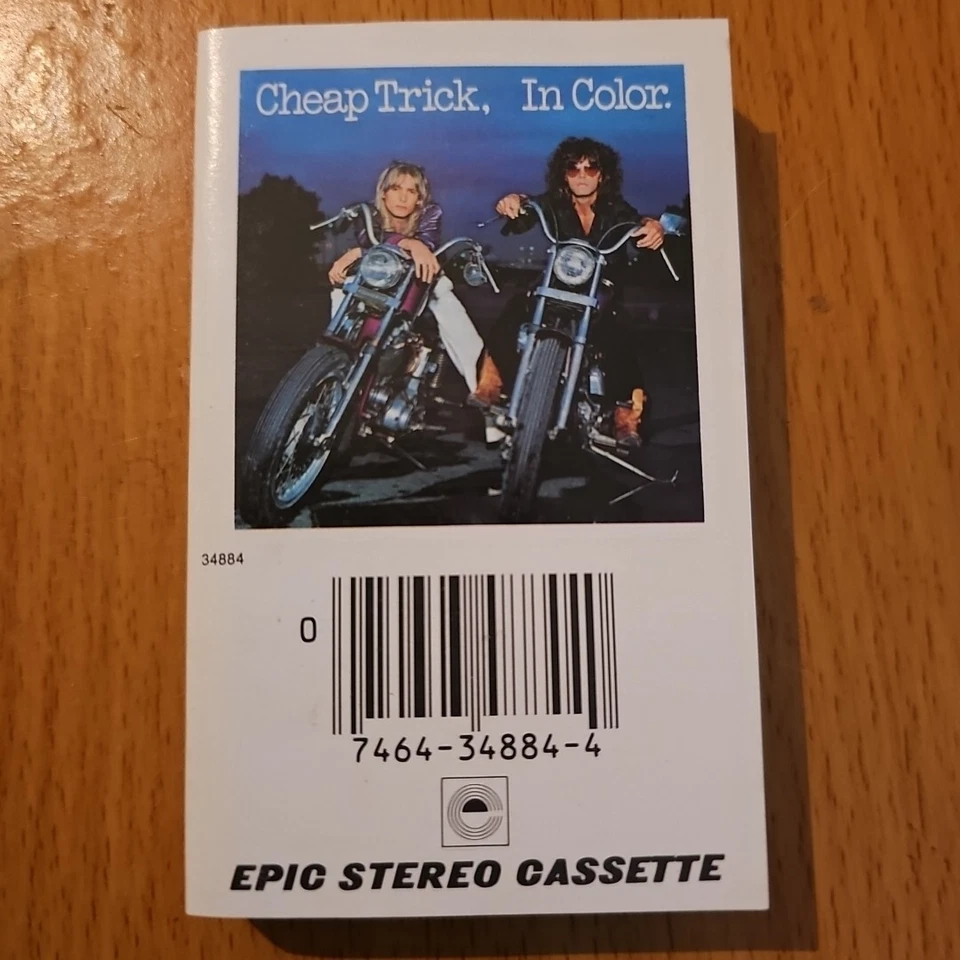 Cheap Trick, In Color.
34884
0
7464-34884-4
EPIC STEREO CASSETTE